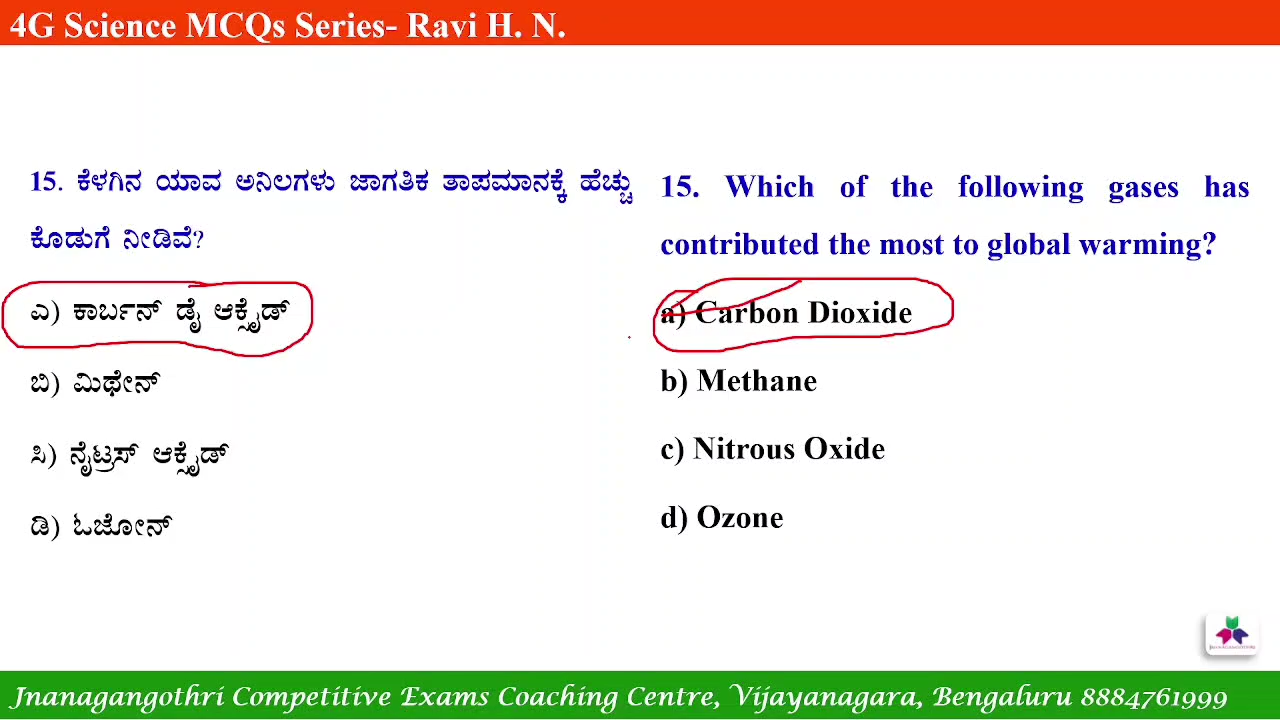 4G Science MCQs Series- Ravi H. N.
15. ಕೆಳಗಿನ ಯಾವ ಅನಿಲಗಳು ಜಾಗತಿಕ ತಾಪಮಾನಕ್ಕೆ ಹೆಚ್ಚು
ಕೊಡುಗೆ ನೀಡಿವೆ?
ಎ) ಕಾರ್ಬನ್ ಡೈ ಆಕ್ಸೈಡ್
ಬಿ) ಮಿಥೇನ್
ಸಿ) ನೈಟ್ರಸ್ ಆಕ್ಸೈಡ್
ಡಿ) ಓಜೋನ್
15. Which of the following gases has
contributed the most to global warming?
a) Carbon Dioxide
b) Methane
c) Nitrous Oxide
d) Ozone
JNANAGANGOTHRI
Jnanagangothri Competitive Exams Coaching Centre, Vijayanagara, Bengaluru 8884761999